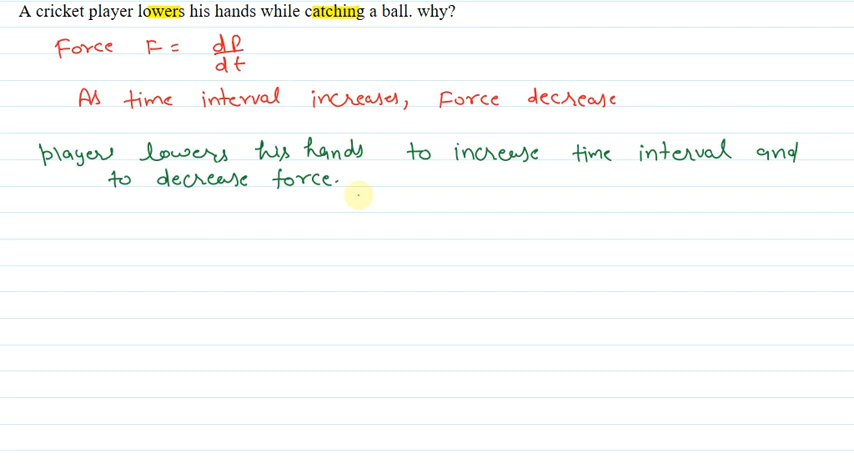 A cricket player lowers his hands while catching a ball. why?
Force F = dP/dt
As time interval increases, Force decrease
player lowers his hands to increase time interval and
to decrease force.